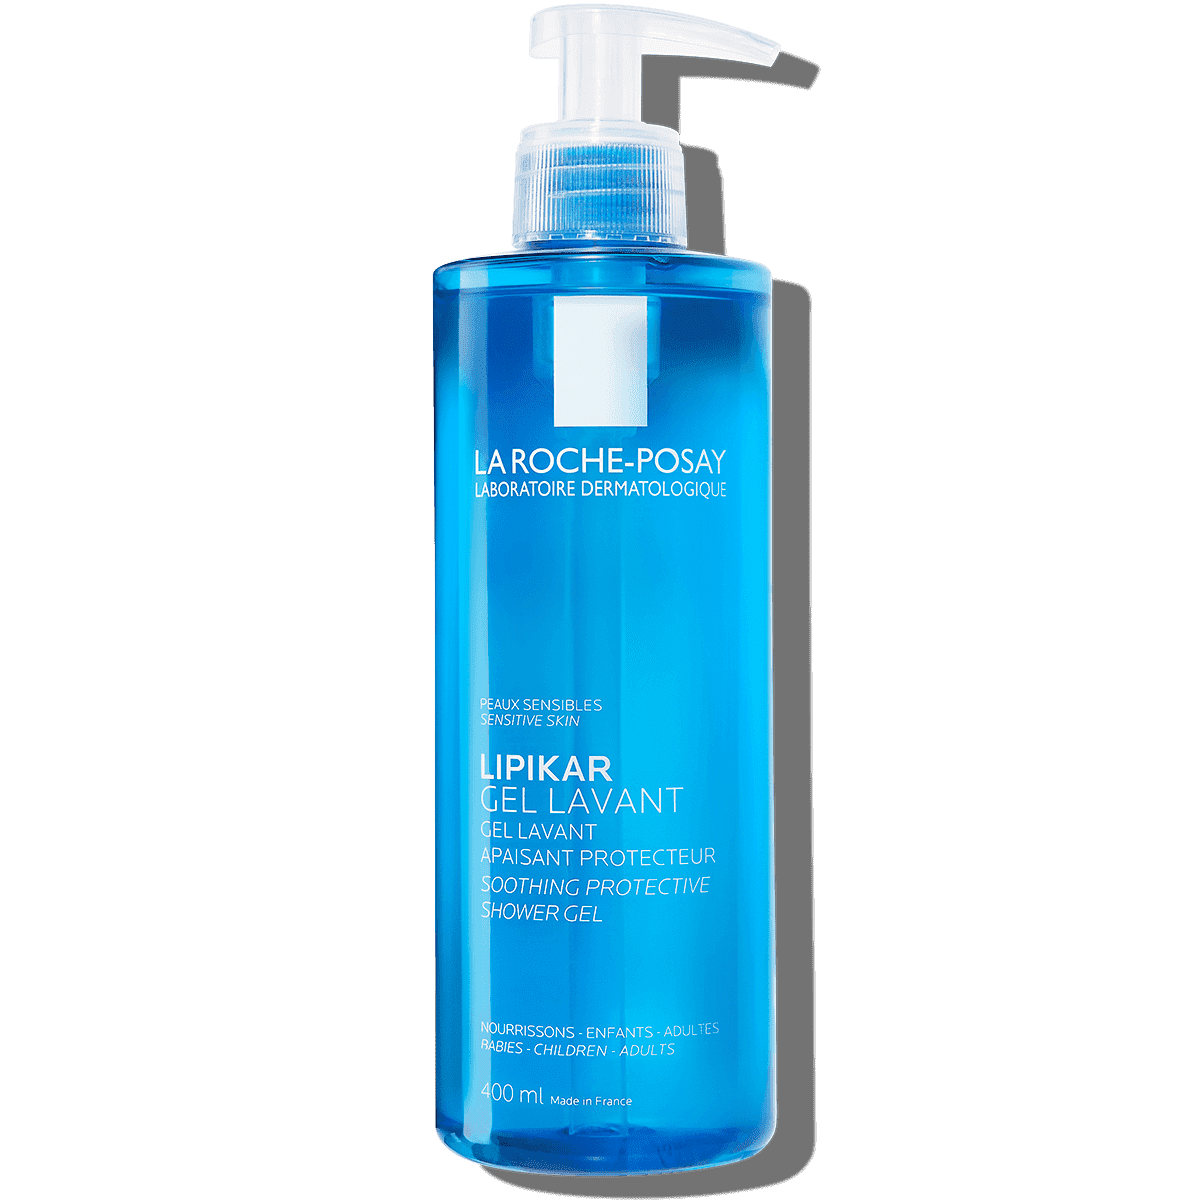 LA ROCHE-POSAY
LABORATOIRE DERMATOLOGIQUE
PEAUX SENSIBLES
SENSITIVE SKIN
LIPIKAR
GEL LAVANT
GEL LAVANT
APAISANT PROTECTEUR
SOOTHING PROTECTIVE
SHOWER GEL
NOURRISSONS - ENFANTS - ADULTES
BABIES - CHILDREN - ADULTS
400 ml Made in France